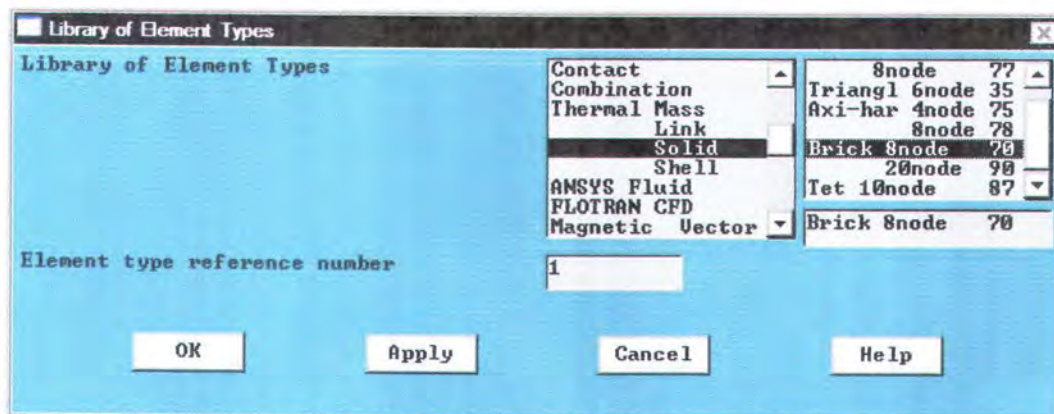 Library of Element Types
Library of Element Types
Contact
Combination
Thermal Mass
Link
Solid
Shell
ANSYS Fluid
FLOTRAN CFD
Magnetic Vector
8node 77
Triangl 6node 35
Axi-har 4node 75
8node 78
Brick 8node 70
20node 90
Tet 10node 87
Brick 8node 70
Element type reference number
1
OK Apply Cancel Help